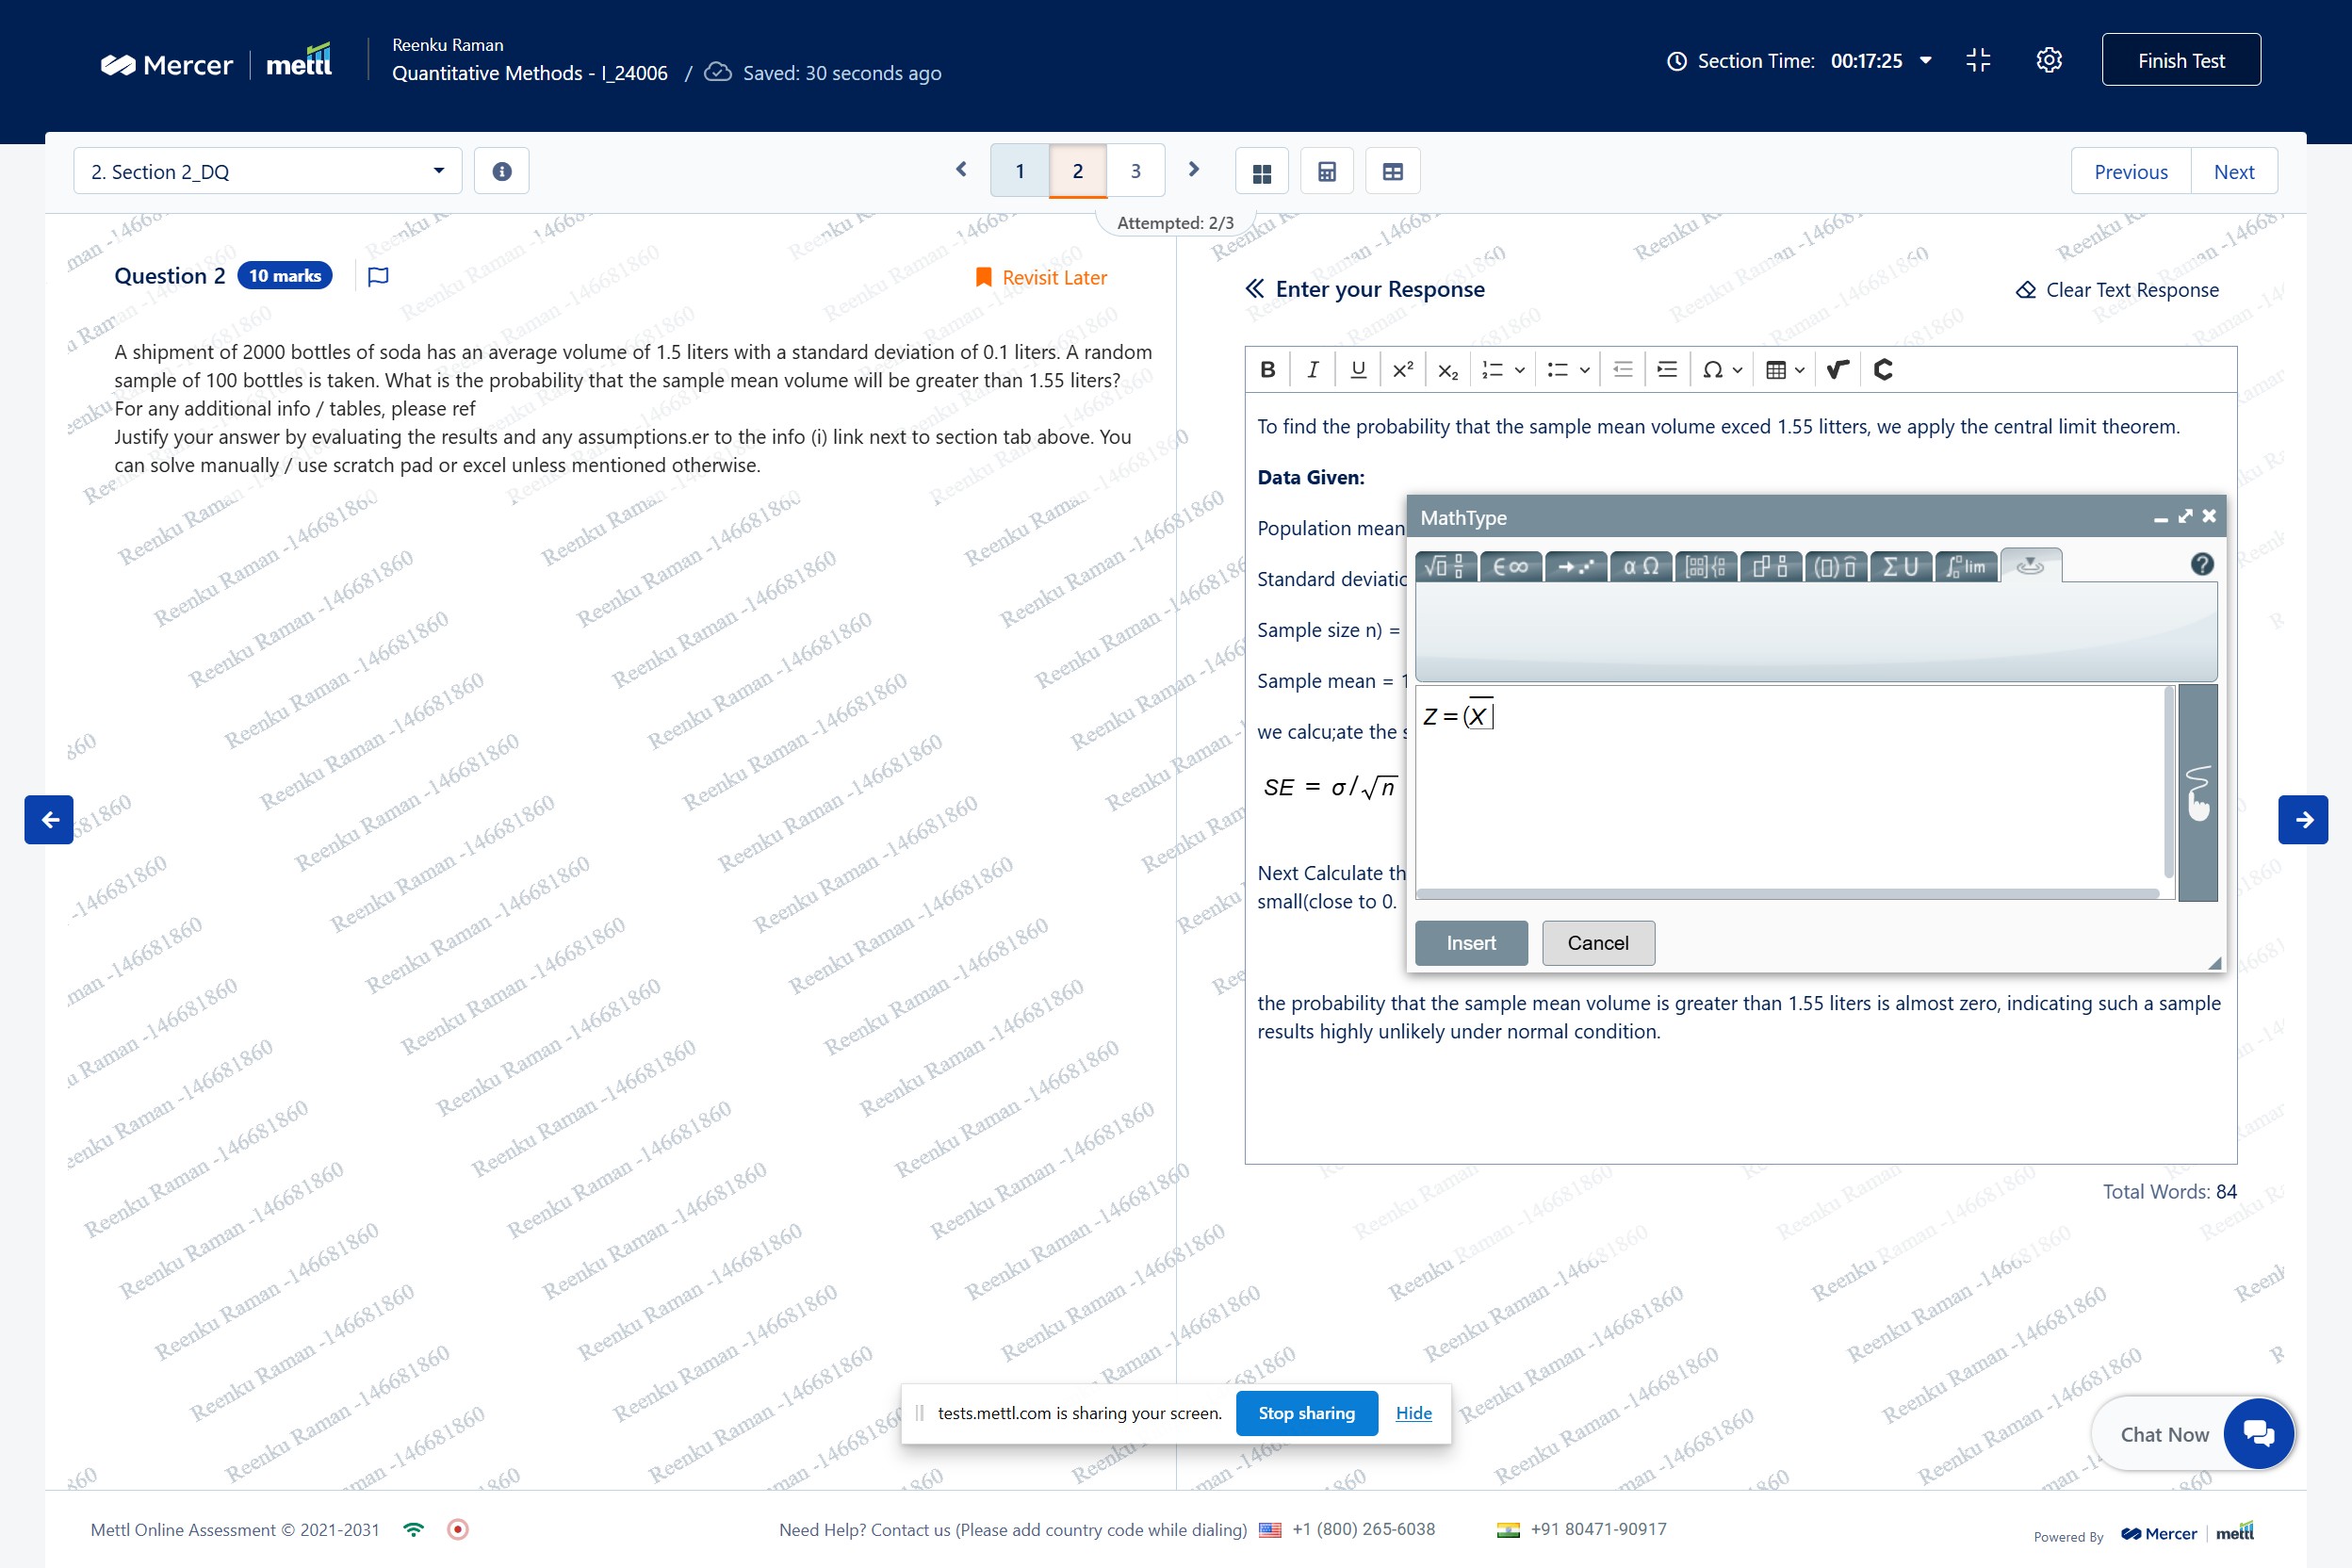 Mercer | mettl
Reenku Raman
Quantitative Methods - I_24006 / Saved: 30 seconds ago
Section Time: 00:17:25
Finish Test
2. Section 2_DQ
1 2 3
Previous Next
Attempted: 2/3
Question 2 10 marks
Revisit Later
A shipment of 2000 bottles of soda has an average volume of 1.5 liters with a standard deviation of 0.1 liters. A random
sample of 100 bottles is taken. What is the probability that the sample mean volume will be greater than 1.55 liters?
For any additional info / tables, please ref
Justify your answer by evaluating the results and any assumptions.er to the info (i) link next to section tab above. You
can solve manually / use scratch pad or excel unless mentioned otherwise.
Enter your Response
Clear Text Response
To find the probability that the sample mean volume exced 1.55 litters, we apply the central limit theorem.
Data Given:
Population mean
Standard deviatic
Sample size n) =
Sample mean = 1
we calcu;ate the s
SE = σ/√n
Next Calculate th
small(close to 0.
MathType
Z = (X̅
Insert Cancel
the probability that the sample mean volume is greater than 1.55 liters is almost zero, indicating such a sample
results highly unlikely under normal condition.
Total Words: 84
Reenku Raman -146681860
tests.mettl.com is sharing your screen. Stop sharing Hide
Chat Now
Mettl Online Assessment © 2021-2031
Need Help? Contact us (Please add country code while dialing) +1 (800) 265-6038 +91 80471-90917
Powered By Mercer | mettl